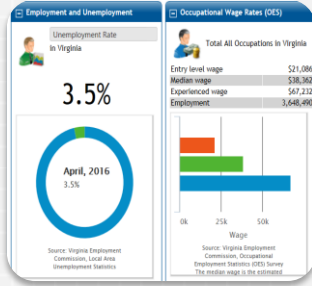 Employment and Unemployment
Unemployment Rate
in Virginia
3.5%
April, 2016
3.5%
Source: Virginia Employment
Commission, Local Area
Unemployment Statistics
Occupational Wage Rates (OES)
Total All Occupations in Virginia
Entry level wage $21,086
Median wage $38,362
Experienced wage $67,232
Employment 3,648,490
0k 25k 50k
Wage
Source: Virginia Employment
Commission, Occupational
Employment Statistics (OES) Survey
The median wage is the estimated